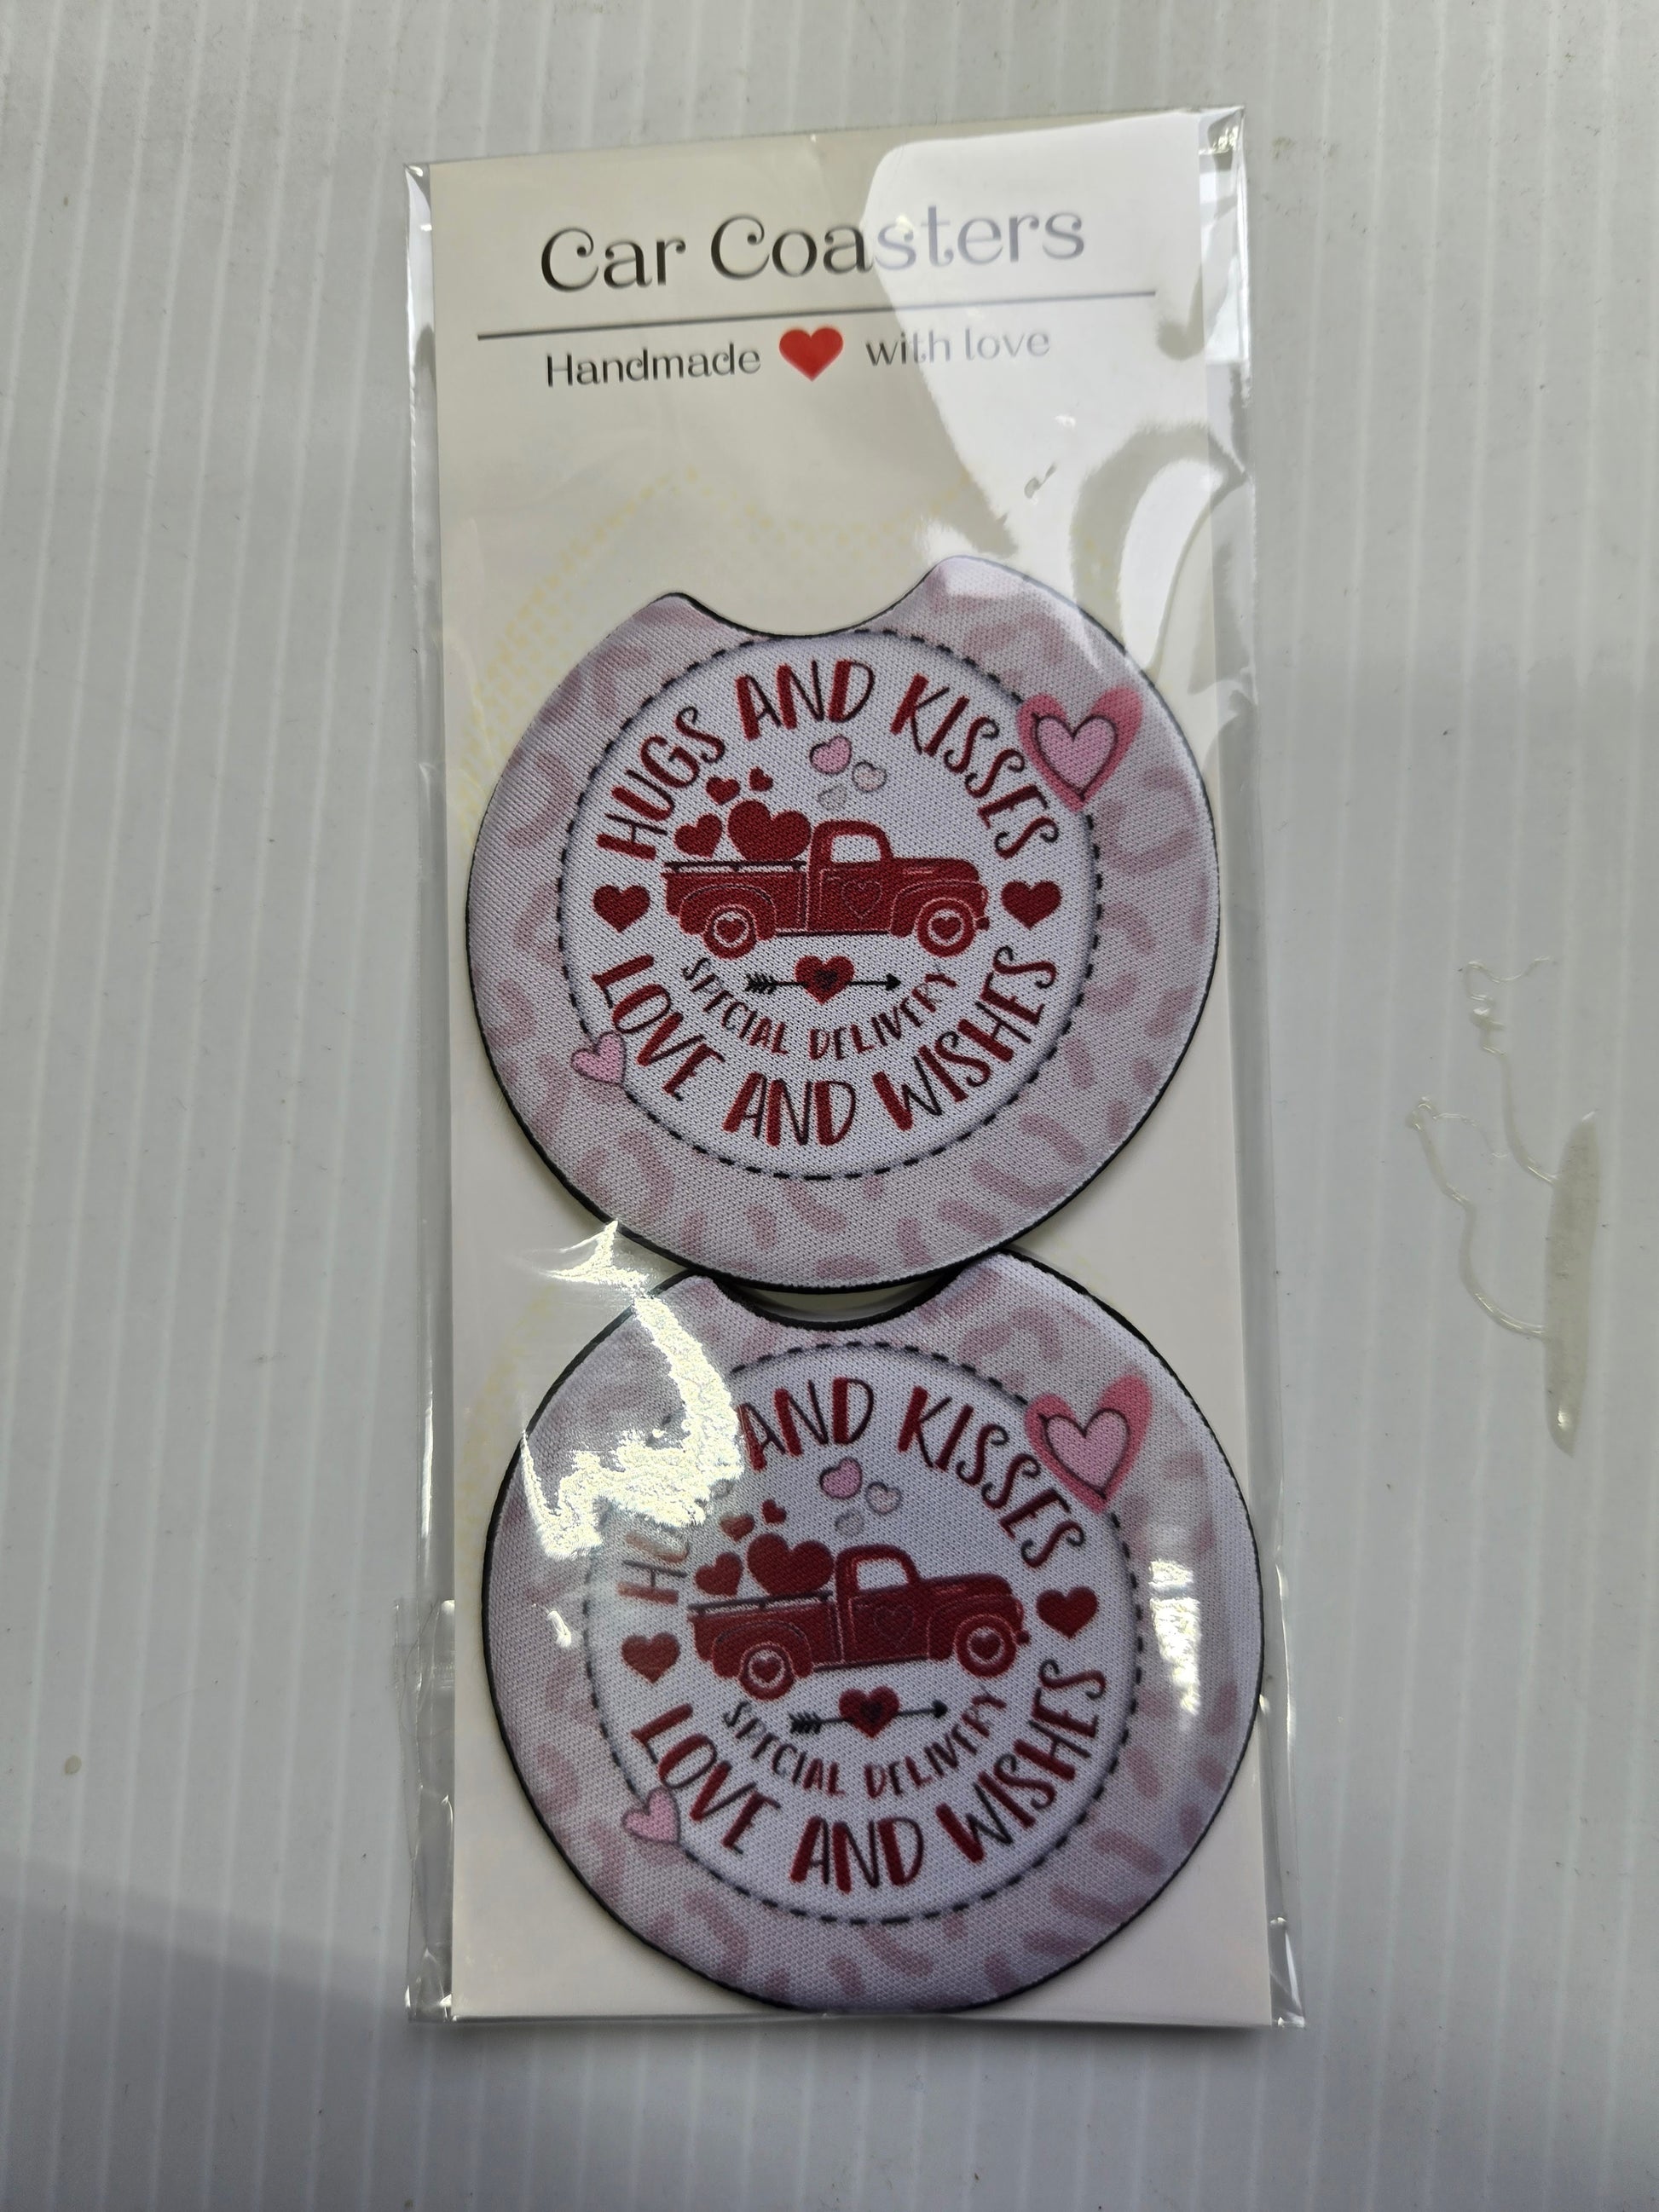 Car Coasters
Handmade with love
HUGS AND KISSES
SPECIAL DELIVERY
LOVE AND WISHES
AND KISSES
SPECIAL DELIVERY
LOVE AND WISHES